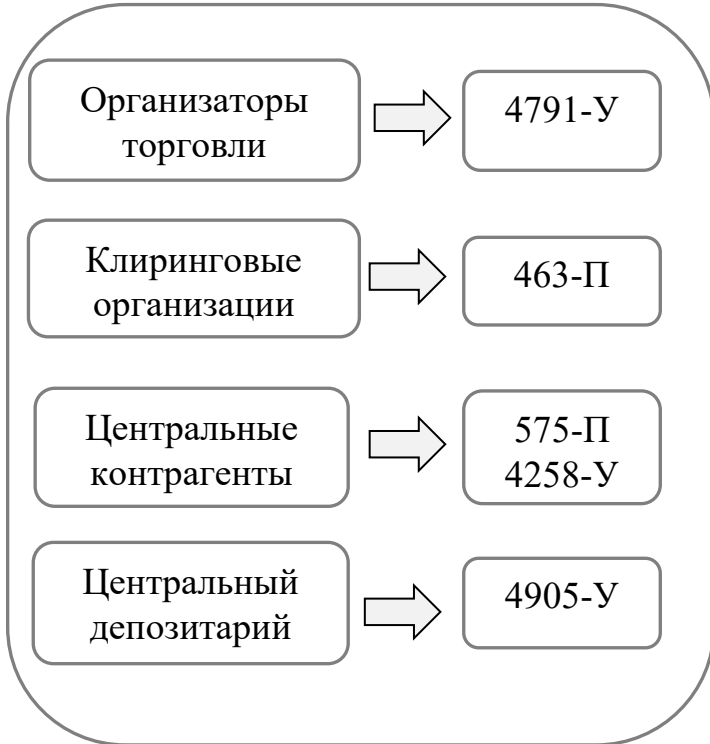 Организаторы
торговли
4791-У
Клиринговые
организации
463-П
Центральные
контрагенты
575-П
4258-У
Центральный
депозитарий
4905-У